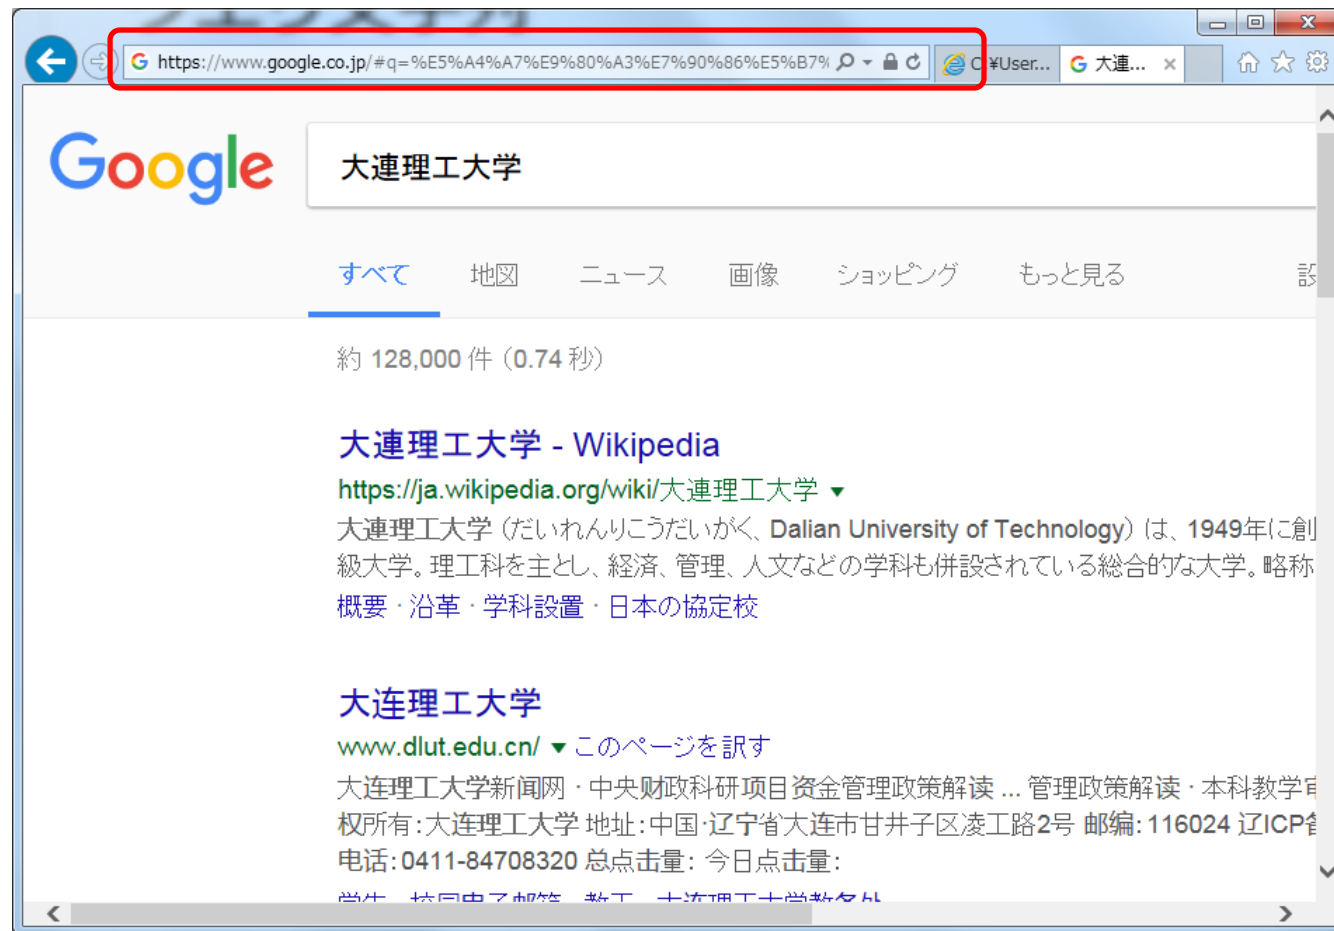 https://www.google.co.jp/#q=%E5%A4%A7%E9%80%A3%E7%90%86%E5%B7%
C:¥User...
大連...
Google
大連理工大学
すべて 地図 ニュース 画像 ショッピング もっと見る 設
約 128,000 件 (0.74 秒)
大連理工大学 - Wikipedia
https://ja.wikipedia.org/wiki/大連理工大学
大連理工大学 (だいれんりこうだいがく、Dalian University of Technology) は、1949年に創
級大学。理工科を主とし、経済、管理、人文などの学科も併設されている総合的な大学。略称
概要 · 沿革 · 学科設置 · 日本の協定校
大连理工大学
www.dlut.edu.cn/ このページを訳す
大连理工大学新闻网 · 中央财政科研项目资金管理政策解读 ... 管理政策解读 · 本科教学审
权所有:大连理工大学 地址:中国·辽宁省大连市甘井子区凌工路2号 邮编:116024 辽ICP备
电话:0411-84708320 总点击量: 今日点击量: